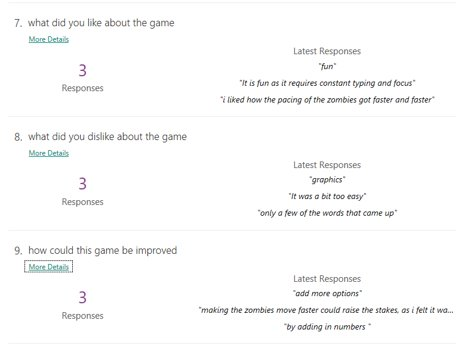 7. what did you like about the game
More Details
3
Responses
Latest Responses
"fun"
"It is fun as it requires constant typing and focus"
"i liked how the pacing of the zombies got faster and faster"
8. what did you dislike about the game
More Details
3
Responses
Latest Responses
"graphics"
"It was a bit too easy"
"only a few of the words that came up"
9. how could this game be improved
More Details
3
Responses
Latest Responses
"add more options"
"making the zombies move faster could raise the stakes, as i felt it wa...
"by adding in numbers "